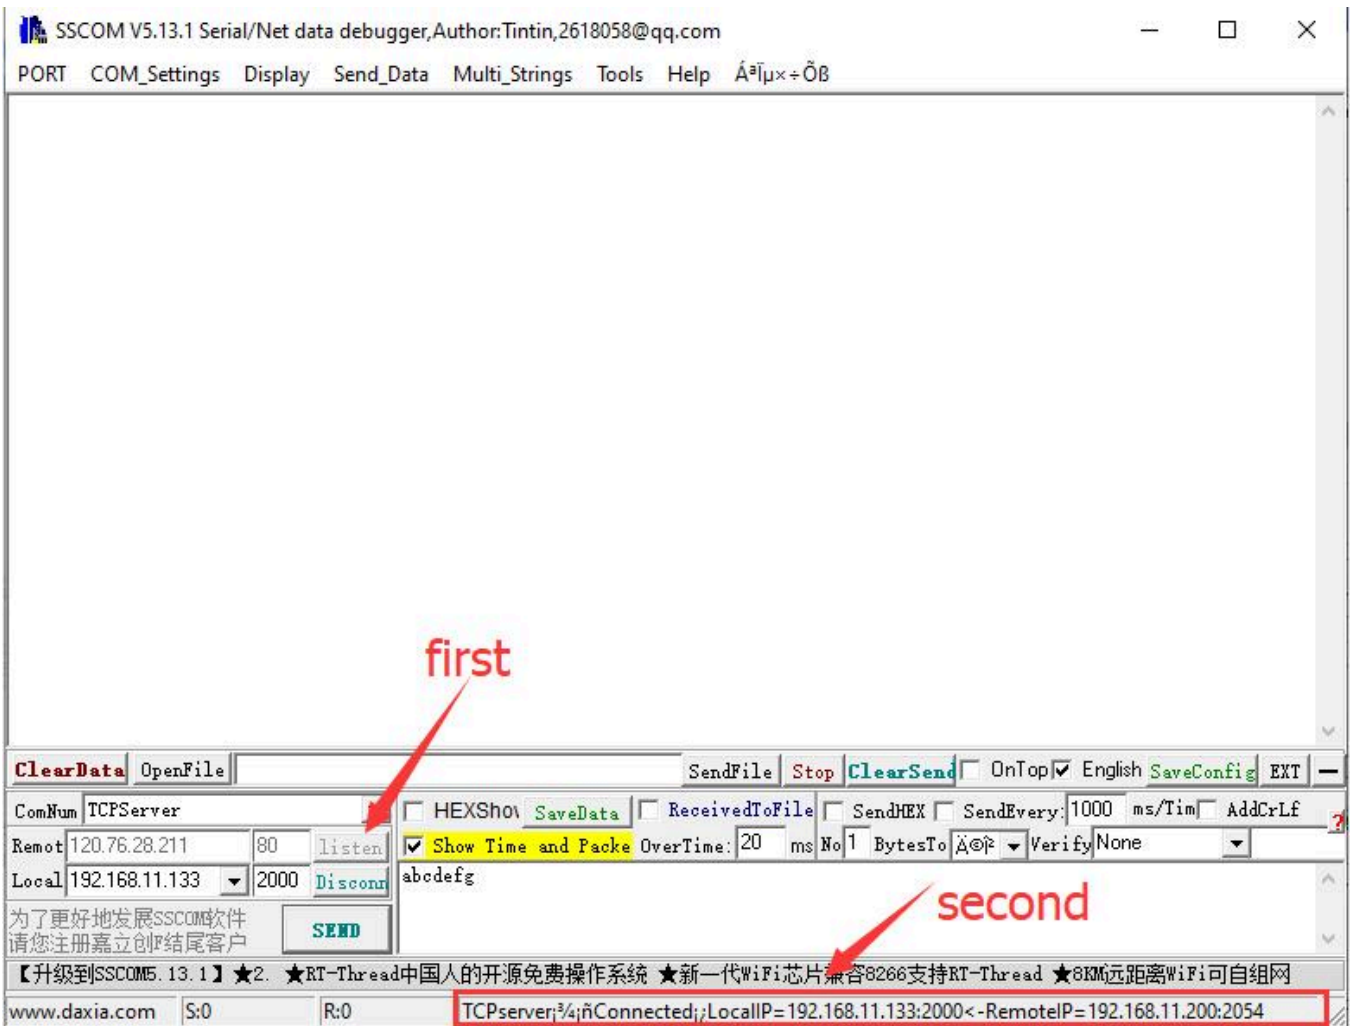 SSCOM V5.13.1 Serial/Net data debugger,Author:Tintin,2618058@qq.com
PORT COM_Settings Display Send_Data Multi_Strings Tools Help ÁªÏµ×÷Õß
first
ClearData OpenFile SendFile Stop ClearSend OnTop English SaveConfig EXT —
ComNum TCPServer HEXShow SaveData ReceivedToFile SendHEX SendEvery: 1000 ms/Tim AddCrLf
Remot 120.76.28.211 80 listen Show Time and Packe OverTime: 20 ms No 1 BytesTo Verify None ?
Local 192.168.11.133 2000 Disconn abcdefg
second
为了更好地发展SSCOM软件
请您注册嘉立创F结尾客户
SEND
【升级到SSCOM5.13.1】★2. ★RT-Thread中国人的开源免费操作系统 ★新一代WiFi芯片兼容8266支持RT-Thread ★8KM远距离WiFi可自组网
www.daxia.com S:0 R:0 TCPserver¡¾¡ñConnected¡¿LocalIP=192.168.11.133:2000<-RemoteIP=192.168.11.200:2054